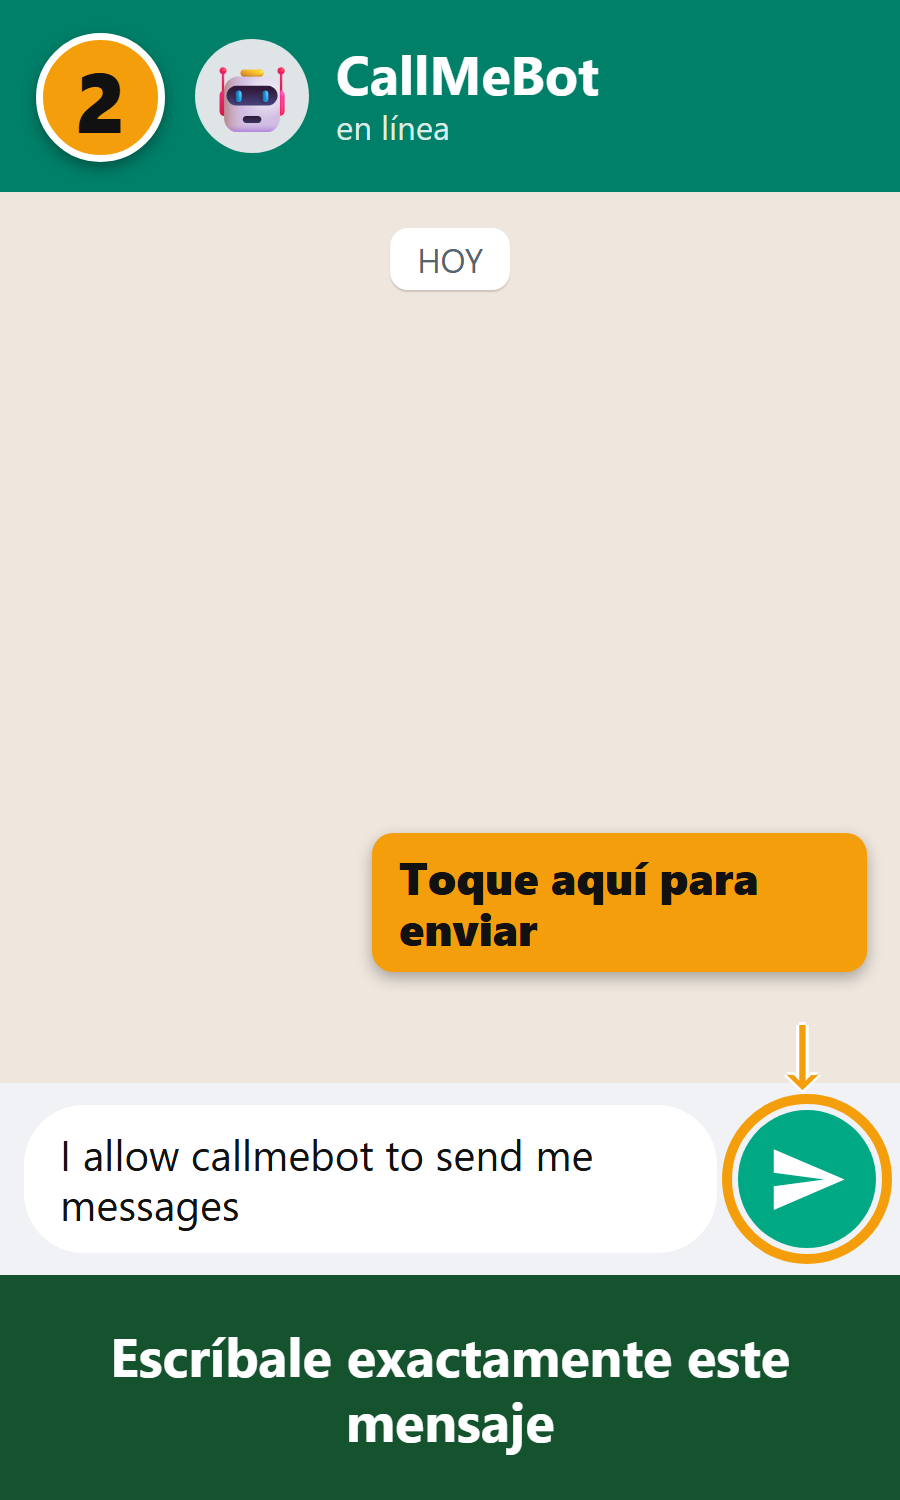 2
CallMeBot
en línea
HOY
Toque aquí para
enviar
↓
I allow callmebot to send me
messages
Escríbale exactamente este
mensaje